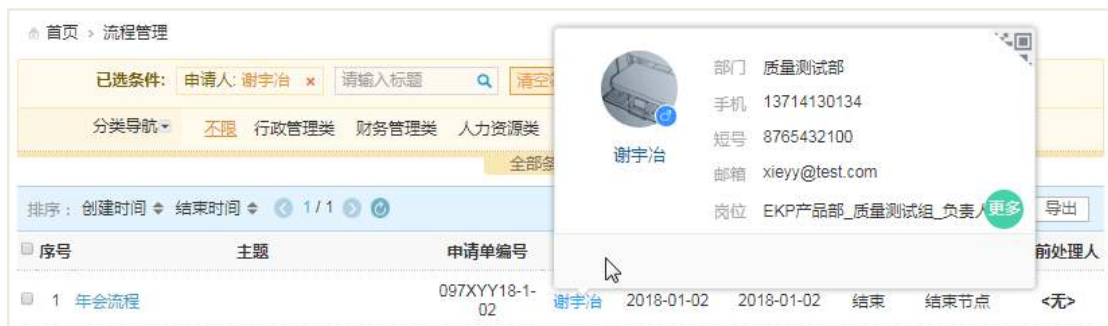 首页 › 流程管理
已选条件: 申请人: 谢宇冶 × 请输入标题 清空
分类导航 不限 行政管理类 财务管理类 人力资源类
全部条
排序： 创建时间 结束时间 1 / 1
导出
序号 主题 申请单编号 前处理人
1 年会流程 097XYY18-1-02 谢宇冶 2018-01-02 2018-01-02 结束 结束节点 <无>
谢宇冶
部门 质量测试部
手机 13714130134
短号 8765432100
邮箱 xieyy@test.com
岗位 EKP产品部_质量测试组_负责人
更多